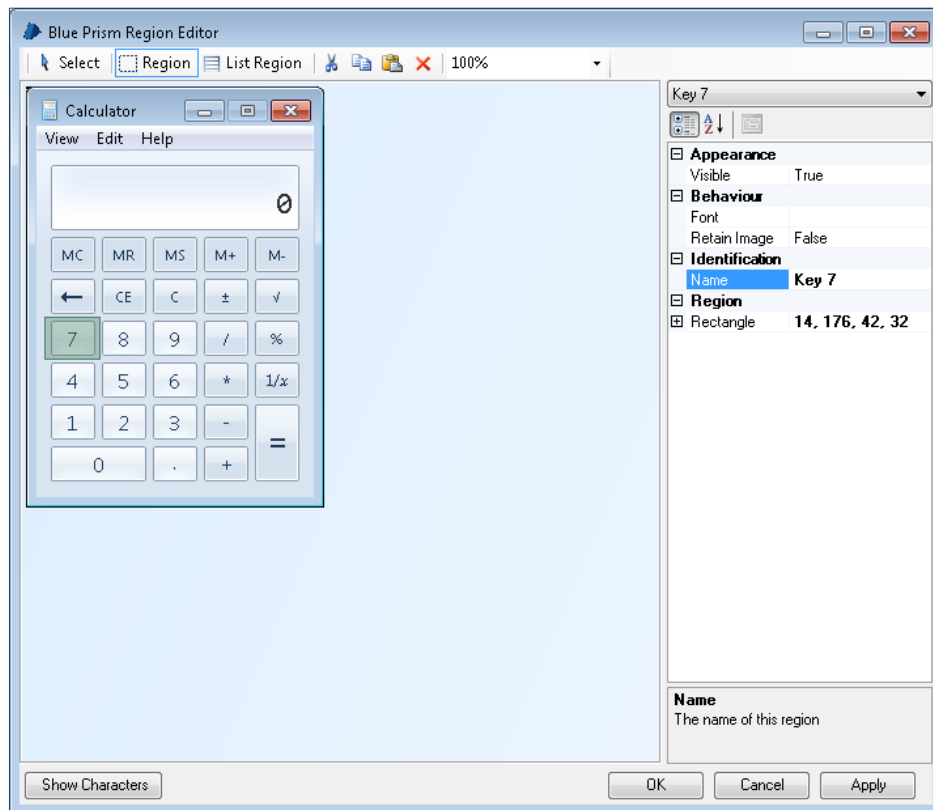 Blue Prism Region Editor
Select Region List Region 100%
Calculator
View Edit Help
0
MC MR MS M+ M-
← CE C ± √
7 8 9 / %
4 5 6 * 1/x
1 2 3 - =
0 . +
Key 7
Appearance
Visible True
Behaviour
Font
Retain Image False
Identification
Name Key 7
Region
Rectangle 14, 176, 42, 32
Name
The name of this region
Show Characters OK Cancel Apply